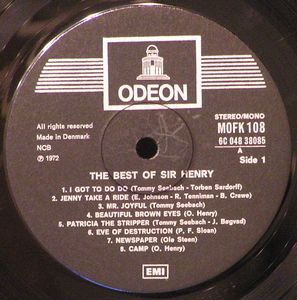 ODEON
All rights reserved
Made in Denmark
NCB
Ⓟ 1972
STEREO/MONO
MOFK 108
6C 048 38085
A
Side 1
THE BEST OF SIR HENRY
1. I GOT TO DO DO (Tommy Seebach - Torben Sardorff)
2. JENNY TAKE A RIDE (E. Johnson - R. Tenniman - B. Crewe)
3. MR. JOYFUL (Tommy Seebach)
4. BEAUTIFUL BROWN EYES (O. Henry)
5. PATRICIA THE STRIPPER (Tommy Seebach - J. Bøgvad)
6. EVE OF DESTRUCTION (P. F. Sloan)
7. NEWSPAPER (Ole Steen)
8. CAMP (O. Henry)
EMI